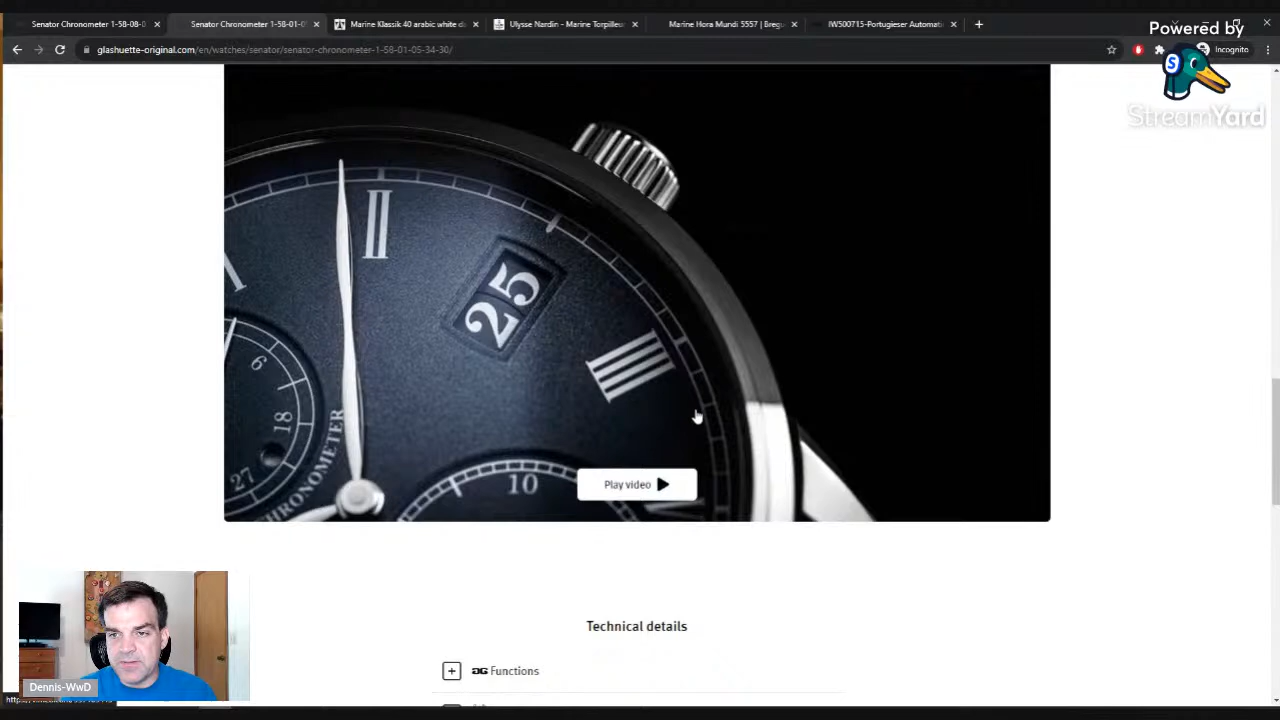 Senator Chronometer 1-58-08-0
Senator Chronometer 1-58-01-0
Marine Klassik 40 arabic white di
Ulysse Nardin - Marine Torpilleur
Marine Hora Mundi 5557 | Breg
IW500715-Portugieser Automati
Powered by
glashuette-original.com/en/watches/senator/senator-chronometer-1-58-01-05-34-30/
Incognito
StreamYard
II
25
III
6
18
27
CHRONOMETER
10
Play video
Technical details
+ Functions
Dennis-WwD